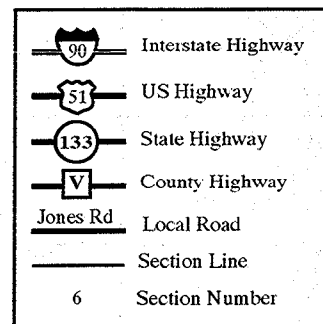 90 Interstate Highway
51 US Highway
133 State Highway
V County Highway
Jones Rd Local Road
Section Line
6 Section Number